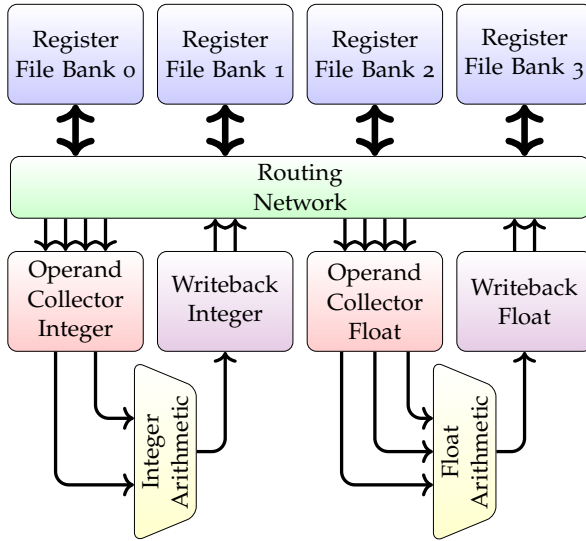 Register
File Bank 0
Register
File Bank 1
Register
File Bank 2
Register
File Bank 3
Routing
Network
Operand
Collector
Integer
Writeback
Integer
Operand
Collector
Float
Writeback
Float
Integer
Arithmetic
Float
Arithmetic